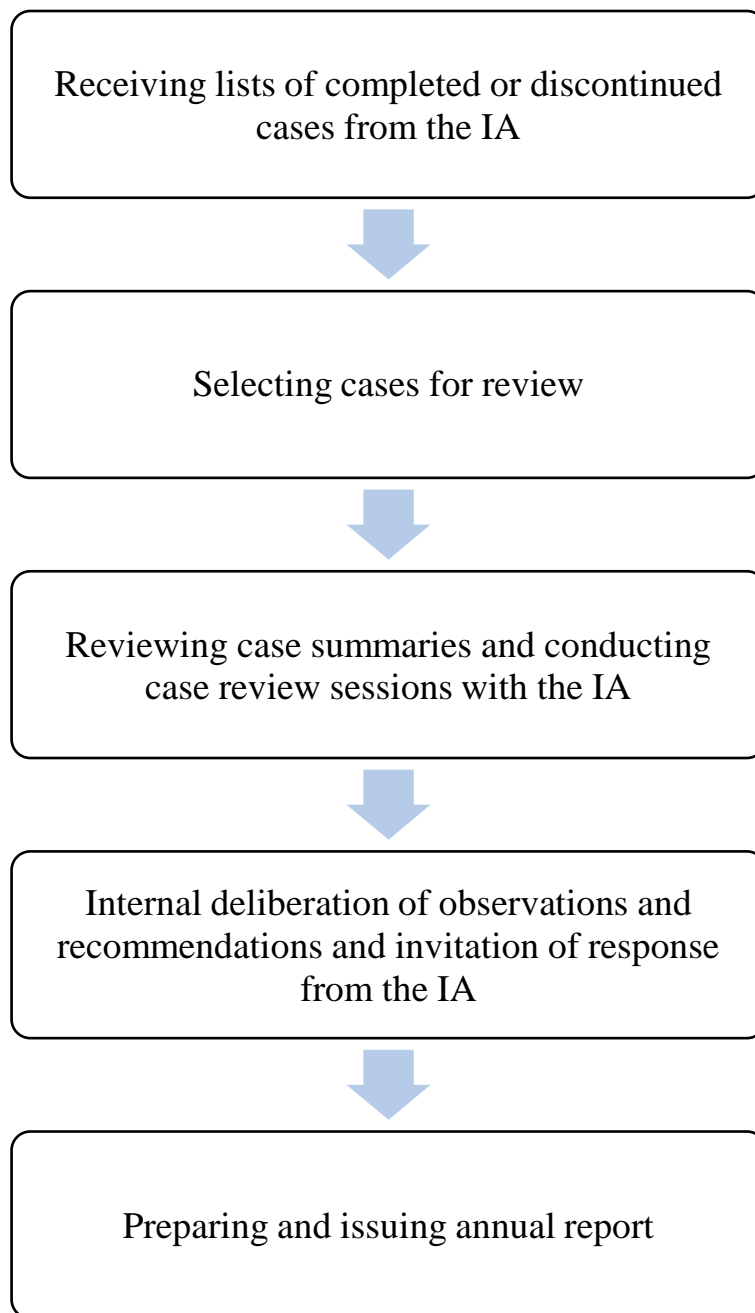 Receiving lists of completed or discontinued
cases from the IA
Selecting cases for review
Reviewing case summaries and conducting
case review sessions with the IA
Internal deliberation of observations and
recommendations and invitation of response
from the IA
Preparing and issuing annual report